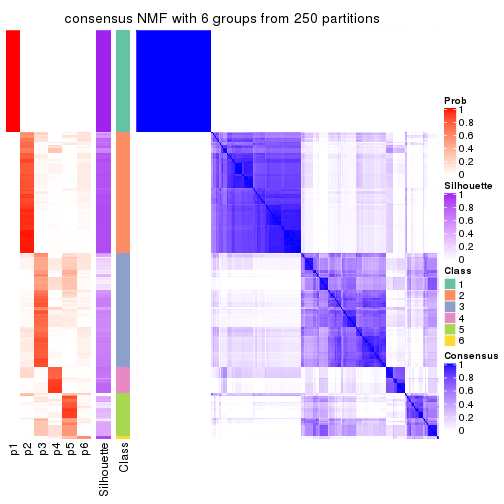 consensus NMF with 6 groups from 250 partitions
Prob
1
0.8
0.6
0.4
0.2
0
Silhouette
1
0.8
0.6
0.4
0.2
0
Class
1
2
3
4
5
6
Consensus
1
0.8
0.6
0.4
0.2
0
p1
p2
p3
p4
p5
p6
Silhouette
Class